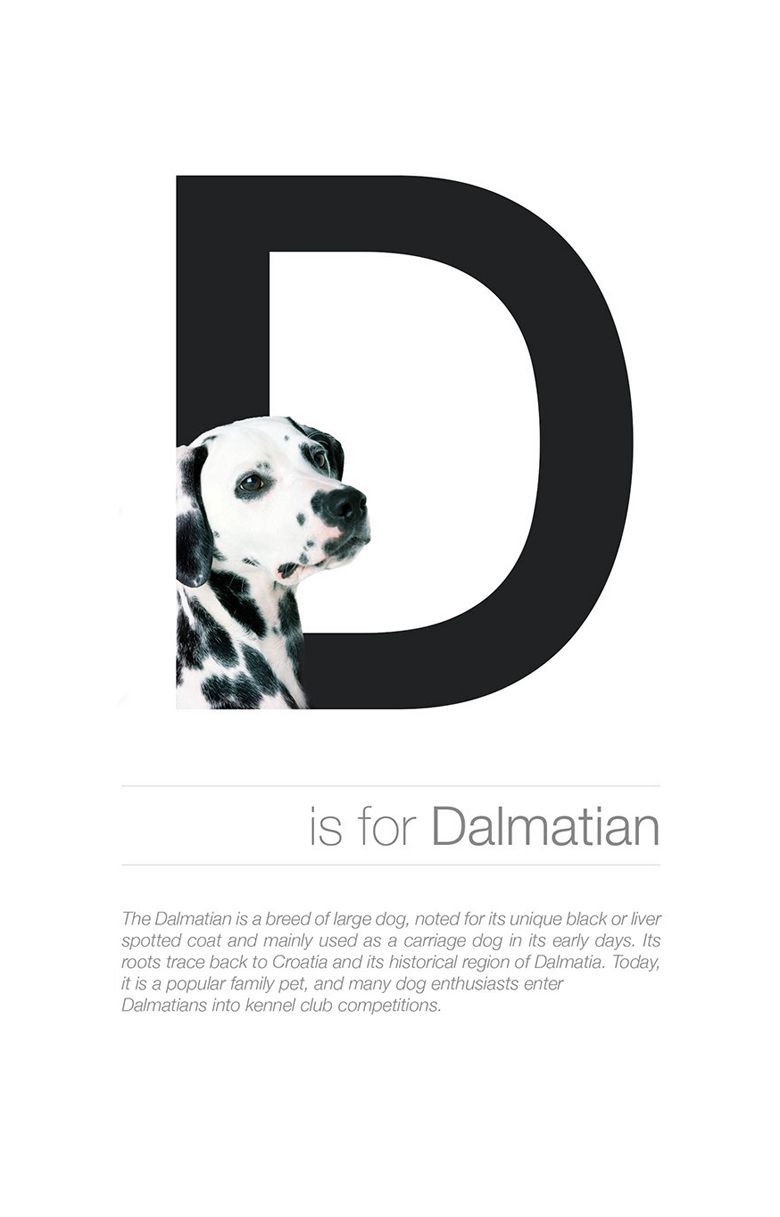 D
is for Dalmatian
The Dalmatian is a breed of large dog, noted for its unique black or liver
spotted coat and mainly used as a carriage dog in its early days. Its
roots trace back to Croatia and its historical region of Dalmatia. Today,
it is a popular family pet, and many dog enthusiasts enter
Dalmatians into kennel club competitions.